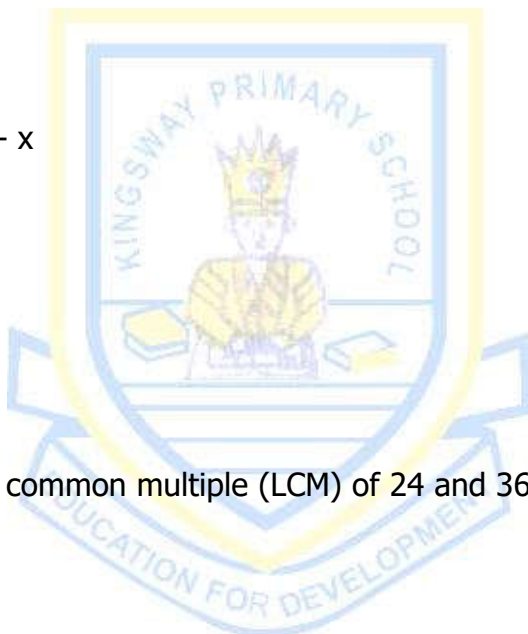 KINGSWAY PRIMARY SCHOOL
- x
common multiple (LCM) of 24 and 36
EDUCATION FOR DEVELOPMENT